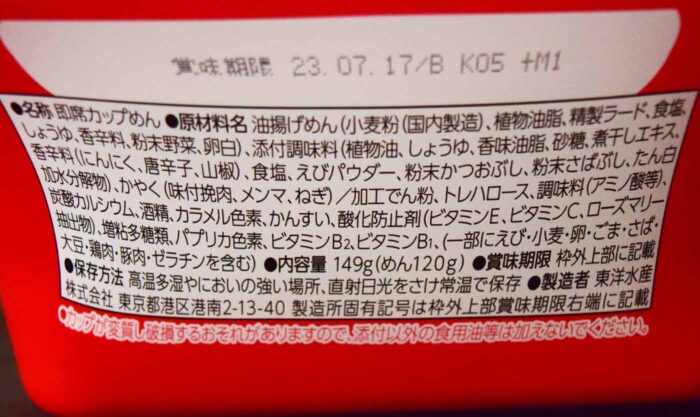 賞味期限 23.07.17/B K05 +M1
●名称 即席カップめん ●原材料名 油揚げめん(小麦粉(国内製造)、植物油脂、精製ラード、食塩、
しょうゆ、香辛料、粉末野菜、卵白)、添付調味料(植物油、しょうゆ、香味油脂、砂糖、煮干しエキス、
香辛料(にんにく、唐辛子、山椒)、食塩、えびパウダー、粉末かつおぶし、粉末さばぶし、たん白
加水分解物)、かやく(味付挽肉、メンマ、ねぎ)/加工でん粉、トレハロース、調味料(アミノ酸等)、
炭酸カルシウム、酒精、カラメル色素、かんすい、酸化防止剤(ビタミンE、ビタミンC、ローズマリー
抽出物)、増粘多糖類、パプリカ色素、ビタミンB₂、ビタミンB₁、(一部にえび・小麦・卵・ごま・さば・
大豆・鶏肉・豚肉・ゼラチンを含む) ●内容量 149g(めん120g) ●賞味期限 枠外上部に記載
●保存方法 高温多湿やにおいの強い場所、直射日光をさけ常温で保存 ●製造者 東洋水産
株式会社 東京都港区港南2-13-40 製造所固有記号は枠外上部賞味期限右端に記載
●カップが変質し破損するおそれがありますので、添付以外の食用油等は加えないでください。